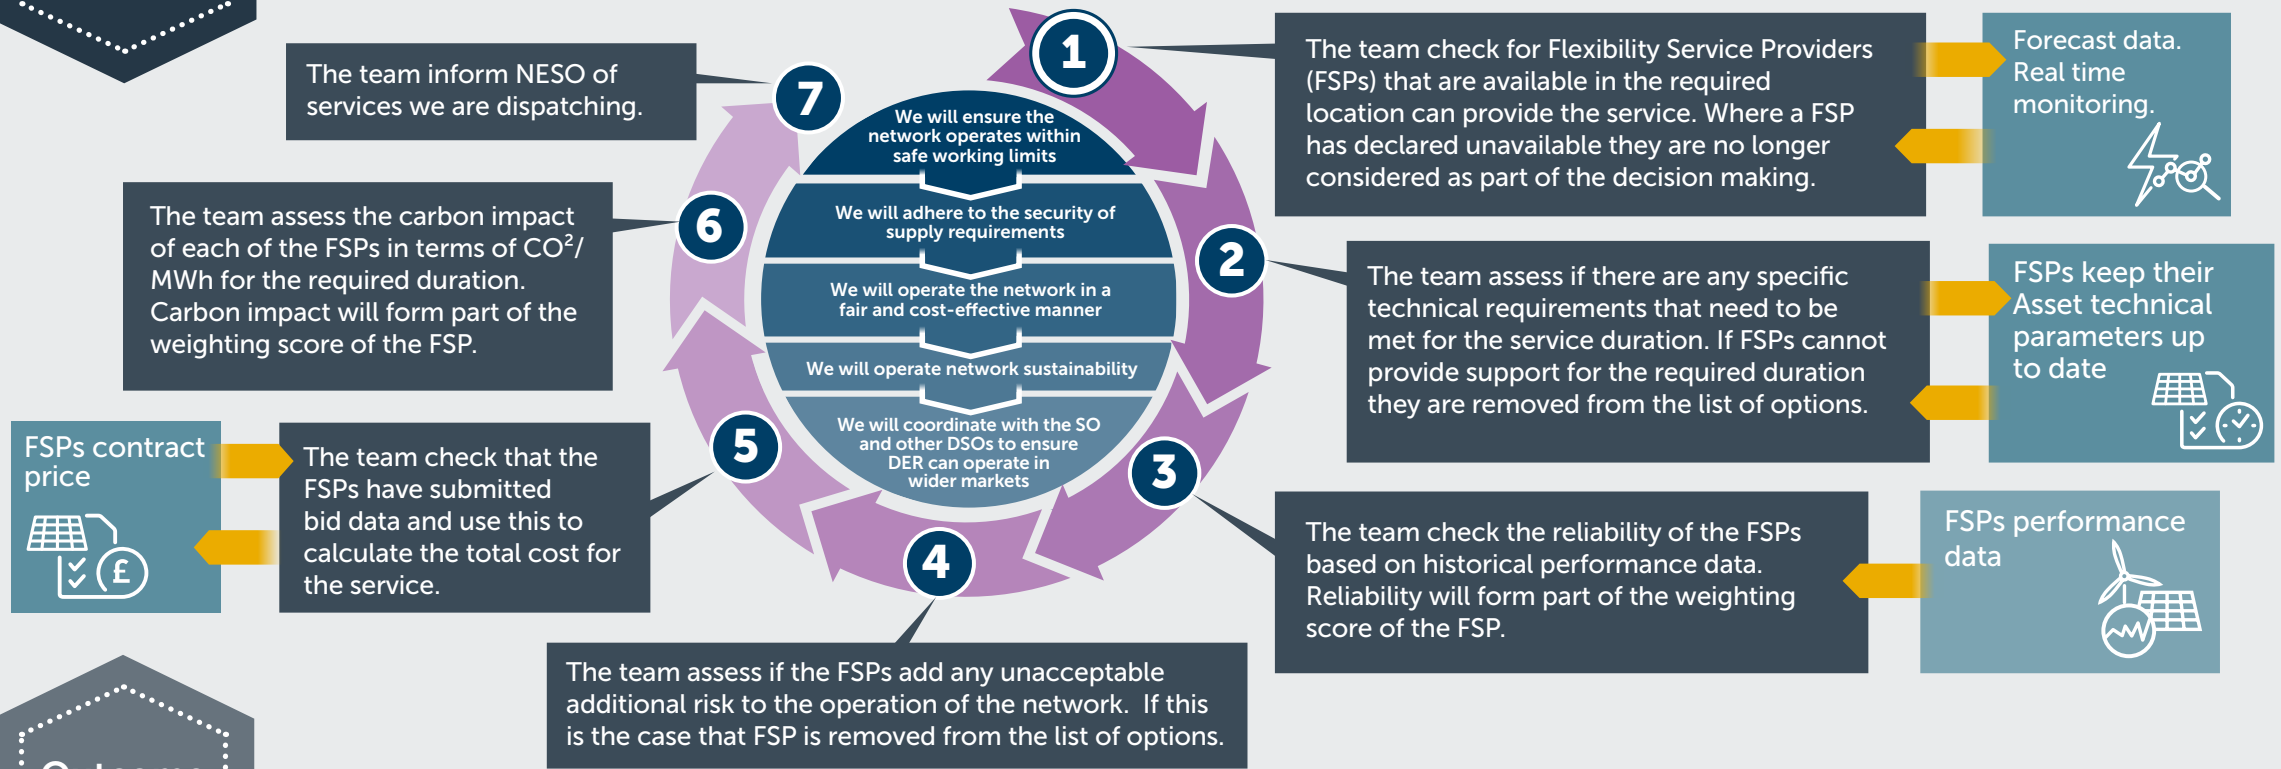 1
The team check for Flexibility Service Providers
(FSPs) that are available in the required
location can provide the service. Where a FSP
has declared unavailable they are no longer
considered as part of the decision making.
Forecast data.
Real time
monitoring.
2
The team assess if there are any specific
technical requirements that need to be
met for the service duration. If FSPs cannot
provide support for the required duration
they are removed from the list of options.
FSPs keep their
Asset technical
parameters up
to date
3
The team check the reliability of the FSPs
based on historical performance data.
Reliability will form part of the weighting
score of the FSP.
FSPs performance
data
4
The team assess if the FSPs add any unacceptable
additional risk to the operation of the network. If this
is the case that FSP is removed from the list of options.
5
The team check that the
FSPs have submitted
bid data and use this to
calculate the total cost for
the service.
FSPs contract
price
£
6
The team assess the carbon impact
of each of the FSPs in terms of CO²/
MWh for the required duration.
Carbon impact will form part of the
weighting score of the FSP.
7
The team inform NESO of
services we are dispatching.
We will ensure the
network operates within
safe working limits
We will adhere to the security of
supply requirements
We will operate the network in a
fair and cost-effective manner
We will operate network sustainability
We will coordinate with the SO
and other DSOs to ensure
DER can operate in
wider markets